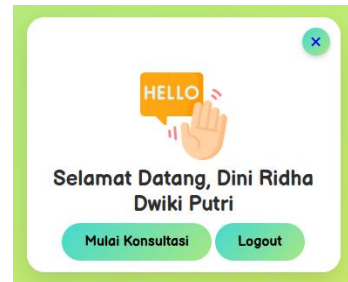 ×
HELLO
Selamat Datang, Dini Ridha
Dwiki Putri
Mulai Konsultasi Logout